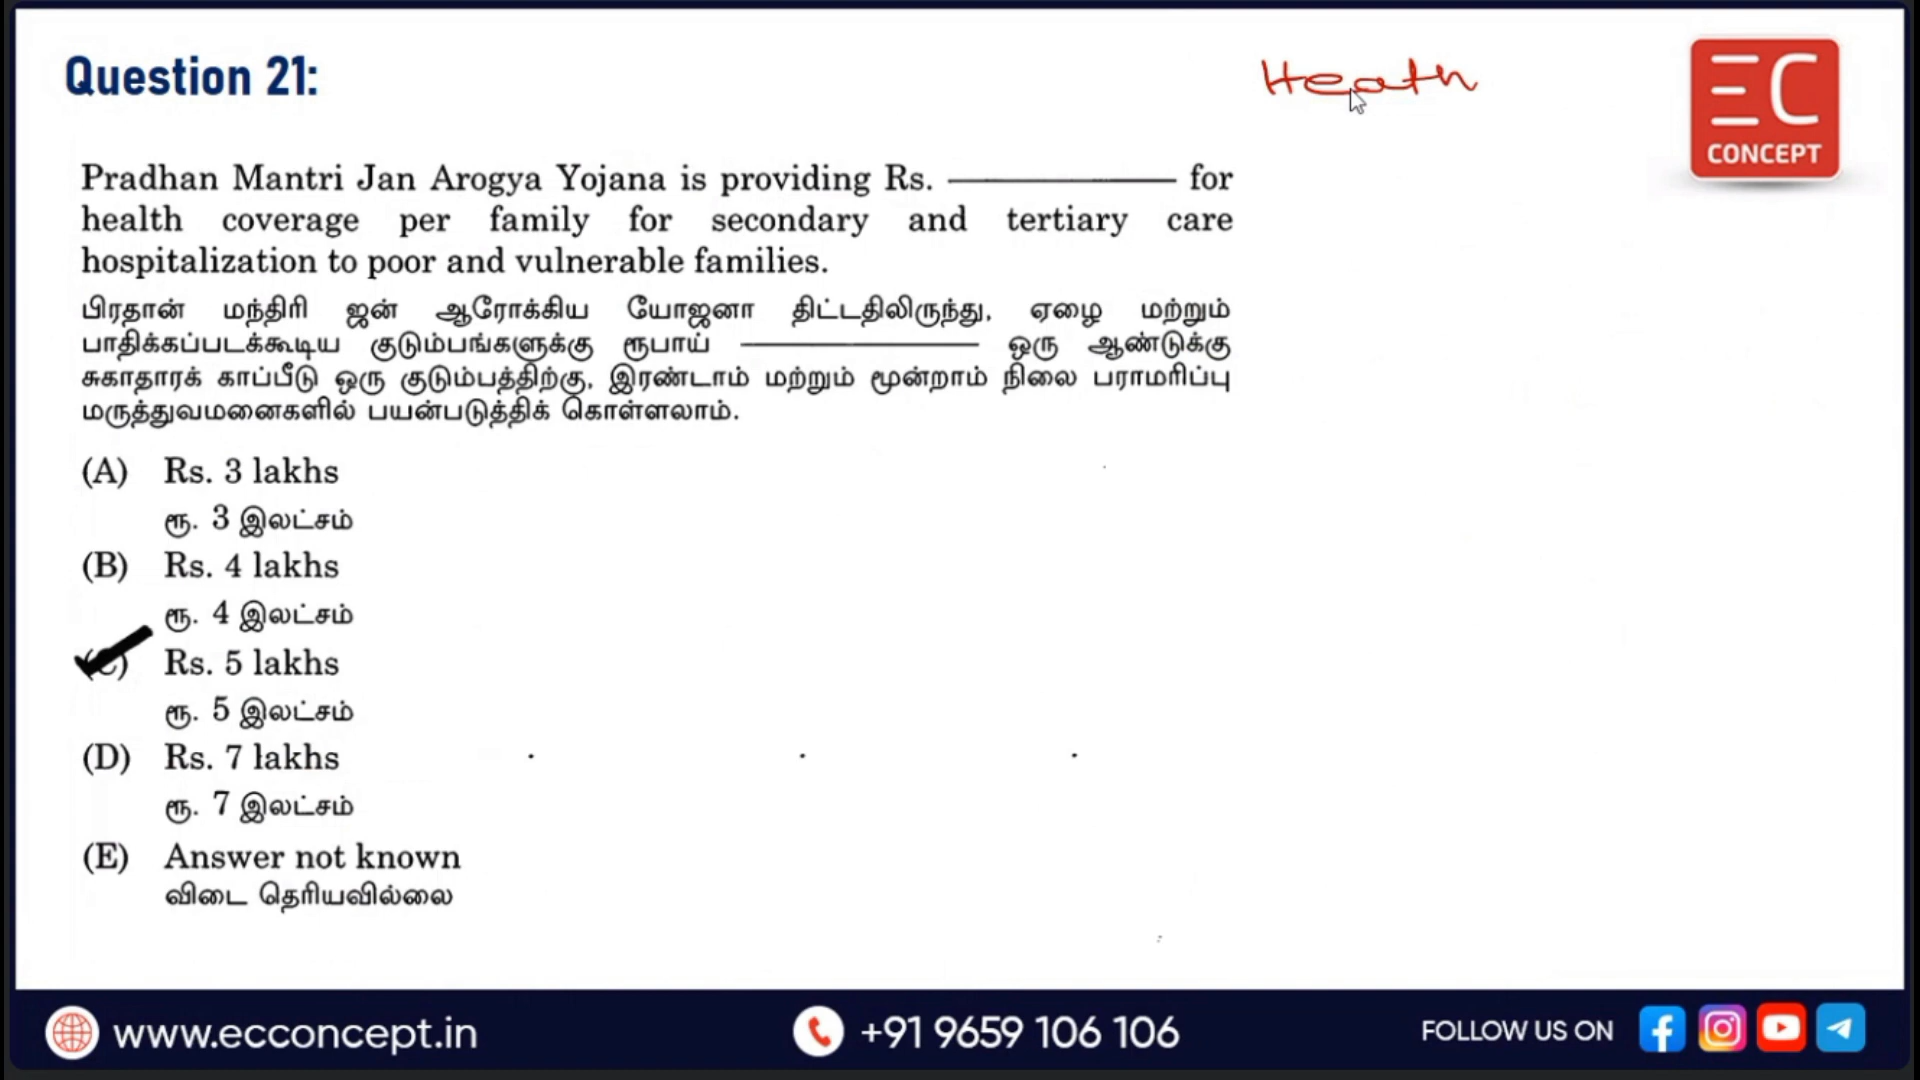 Question 21:
Heath
EC
CONCEPT
Pradhan Mantri Jan Arogya Yojana is providing Rs. ——————— for
health coverage per family for secondary and tertiary care
hospitalization to poor and vulnerable families.
பிரதான் மந்திரி ஜன் ஆரோக்கிய யோஜனா திட்டதிலிருந்து, ஏழை மற்றும்
பாதிக்கப்படக்கூடிய குடும்பங்களுக்கு ரூபாய் ——————— ஒரு ஆண்டுக்கு
சுகாதாரக் காப்பீடு ஒரு குடும்பத்திற்கு, இரண்டாம் மற்றும் மூன்றாம் நிலை பராமரிப்பு
மருத்துவமனைகளில் பயன்படுத்திக் கொள்ளலாம்.
(A) Rs. 3 lakhs
ரூ. 3 இலட்சம்
(B) Rs. 4 lakhs
ரூ. 4 இலட்சம்
(C) Rs. 5 lakhs
ரூ. 5 இலட்சம்
(D) Rs. 7 lakhs
ரூ. 7 இலட்சம்
(E) Answer not known
விடை தெரியவில்லை
www.ecconcept.in
+91 9659 106 106
FOLLOW US ON